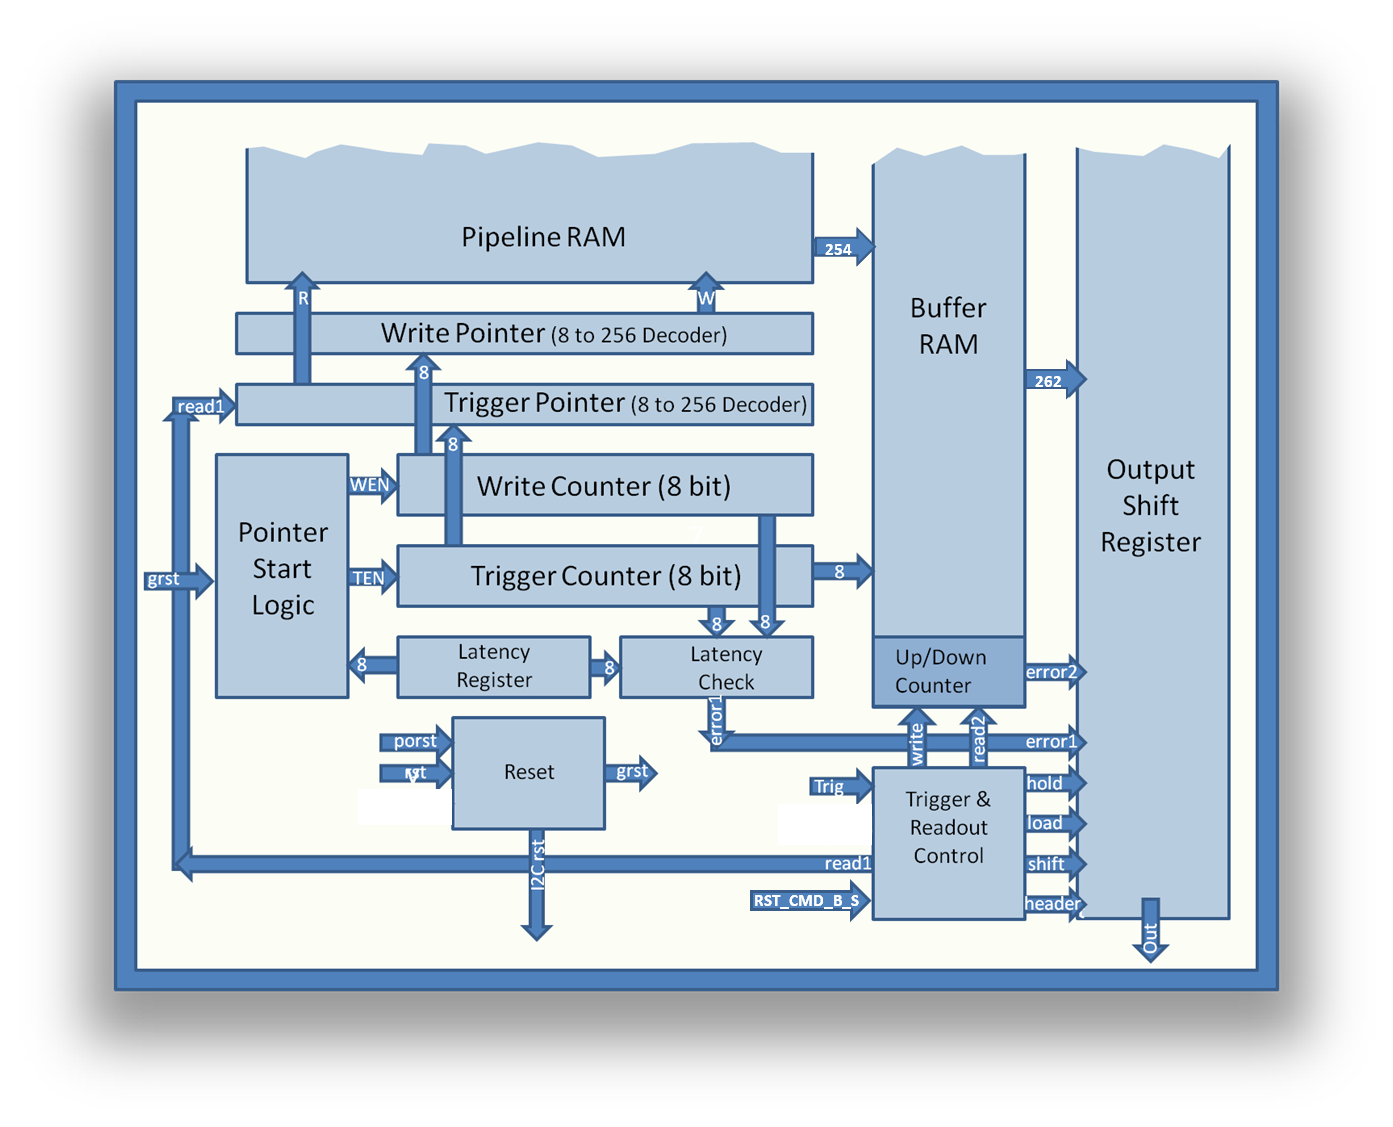 Pipeline RAM
254
R
W
Write Pointer (8 to 256 Decoder)
8
read1
Trigger Pointer (8 to 256 Decoder)
8
WEN
Write Counter (8 bit)
Pointer
Start
Logic
grst
TEN
Trigger Counter (8 bit)
8
8
8
8
Latency
Register
8
Latency
Check
error1
Buffer
RAM
262
Up/Down
Counter
error2
error1
write
read2
Output
Shift
Register
porst
rst
Reset
grst
I2C rst
Trig
Trigger &
Readout
Control
read1
RST_CMD_B_S
hold
load
shift
header
Out